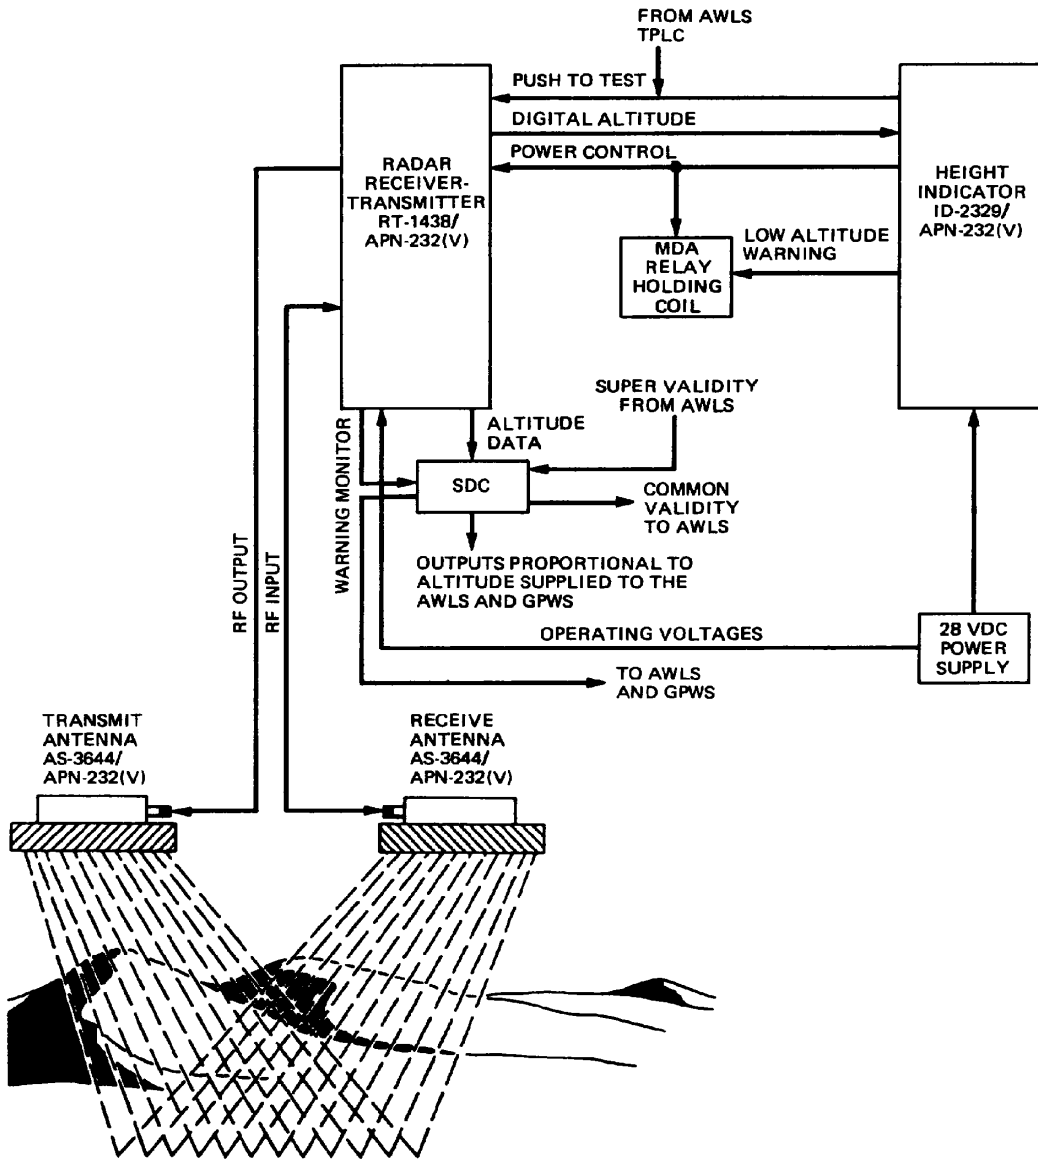 FROM AWLS
TPLC
PUSH TO TEST
DIGITAL ALTITUDE
POWER CONTROL
RADAR
RECEIVER-
TRANSMITTER
RT-1438/
APN-232(V)
HEIGHT
INDICATOR
ID-2329/
APN-232(V)
MDA
RELAY
HOLDING
COIL
LOW ALTITUDE
WARNING
SUPER VALIDITY
FROM AWLS
ALTITUDE
DATA
WARNING MONITOR
SDC
COMMON
VALIDITY
TO AWLS
RF OUTPUT
RF INPUT
OUTPUTS PROPORTIONAL TO
ALTITUDE SUPPLIED TO THE
AWLS AND GPWS
OPERATING VOLTAGES
28 VDC
POWER
SUPPLY
TO AWLS
AND GPWS
TRANSMIT
ANTENNA
AS-3644/
APN-232(V)
RECEIVE
ANTENNA
AS-3644/
APN-232(V)